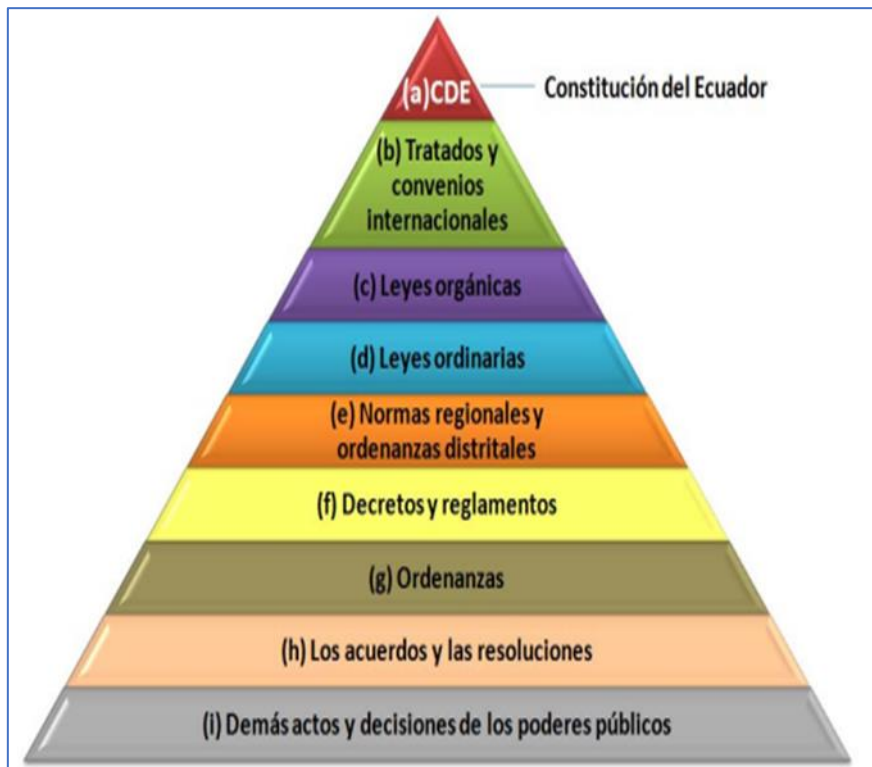 (a)CDE
Constitución del Ecuador
(b) Tratados y
convenios
internacionales
(c) Leyes orgánicas
(d) Leyes ordinarias
(e) Normas regionales y
ordenanzas distritales
(f) Decretos y reglamentos
(g) Ordenanzas
(h) Los acuerdos y las resoluciones
(i) Demás actos y decisiones de los poderes públicos